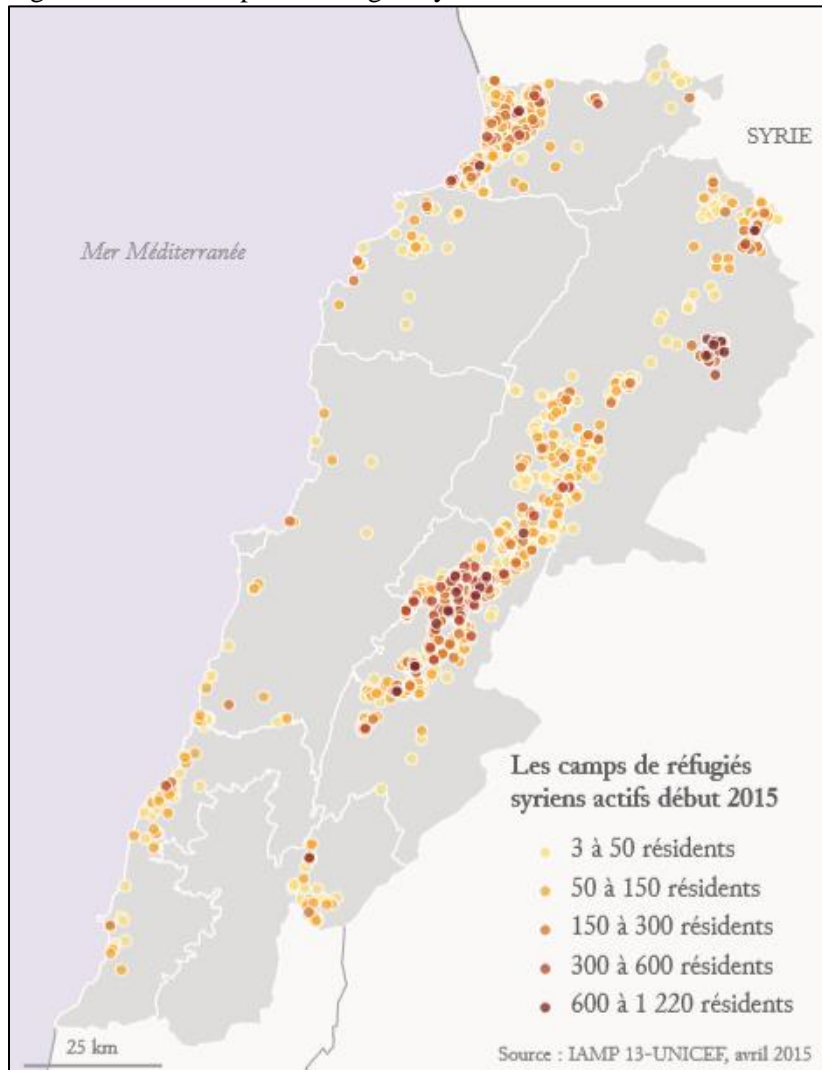 SYRIE
Mer Méditerranée
Les camps de réfugiés
syriens actifs début 2015
3 à 50 résidents
50 à 150 résidents
150 à 300 résidents
300 à 600 résidents
600 à 1 220 résidents
25 km
Source : IAMP 13-UNICEF, avril 2015